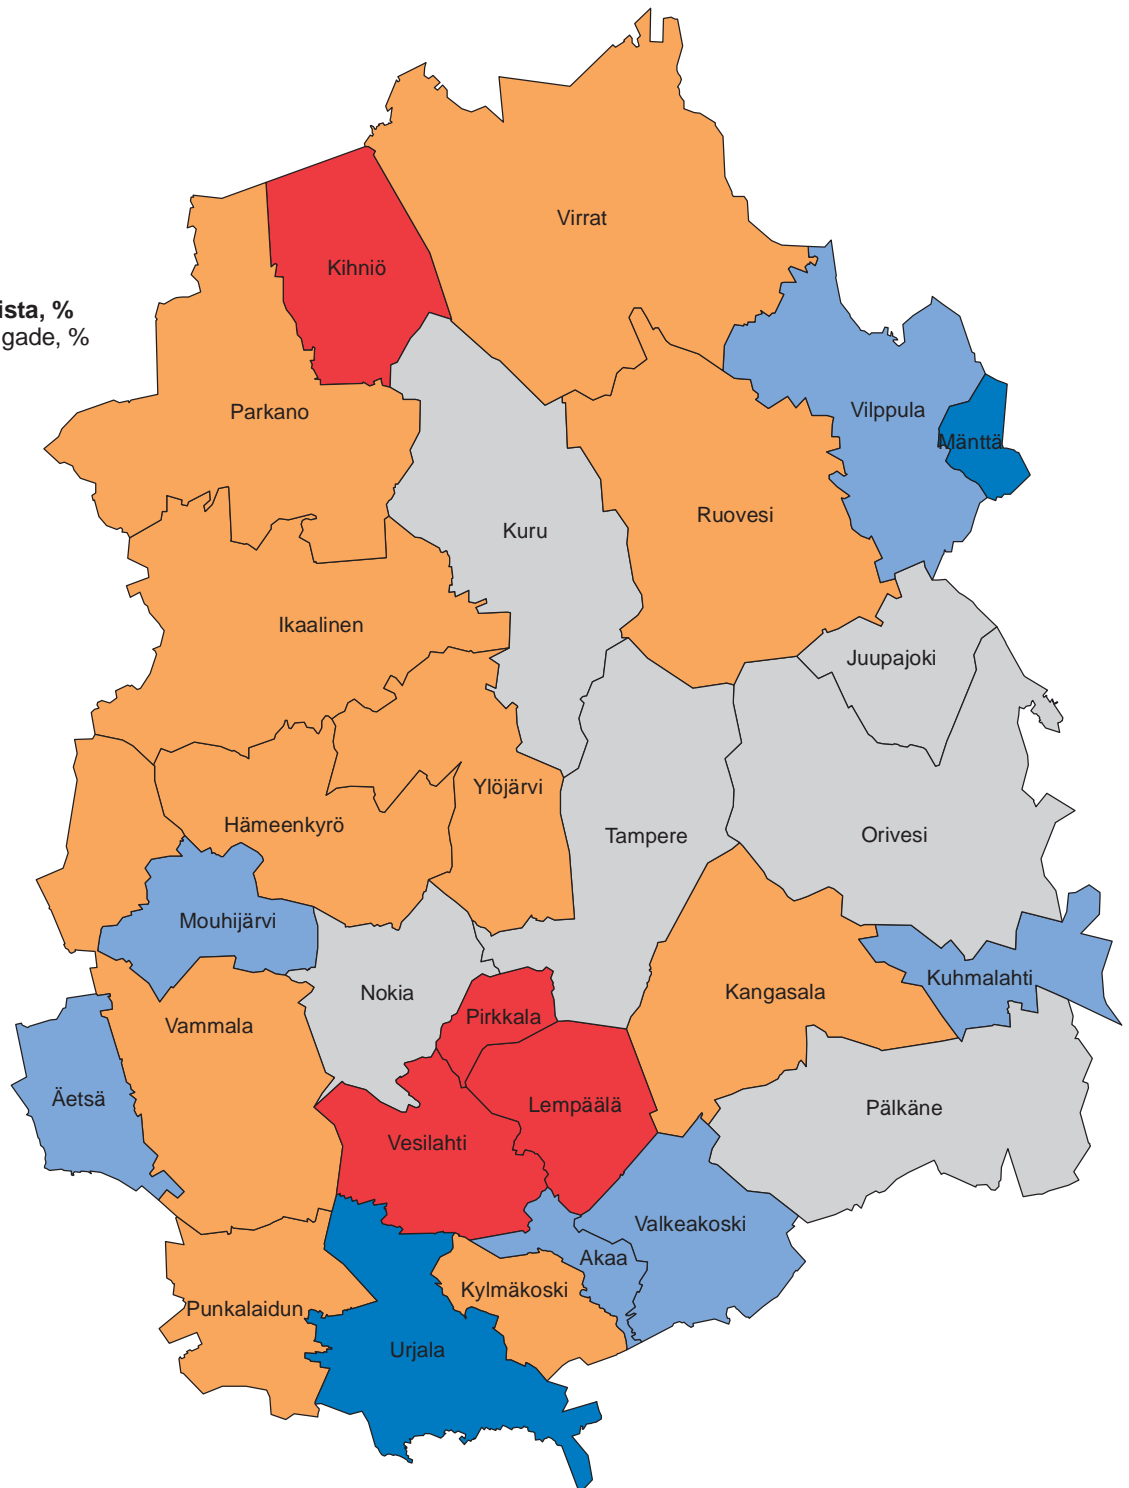 Virrat
Kihniö
ista, %
gade, %
Parkano
Vilppula
Mänttä
Ruovesi
Kuru
Ikaalinen
Juupajoki
Ylöjärvi
Hämeenkyrö
Tampere
Orivesi
Mouhijärvi
Kuhmalahti
Nokia
Kangasala
Pirkkala
Vammala
Äetsä
Lempäälä
Pälkäne
Vesilahti
Valkeakoski
Akaa
Kylmäkoski
Punkalaidun
Urjala